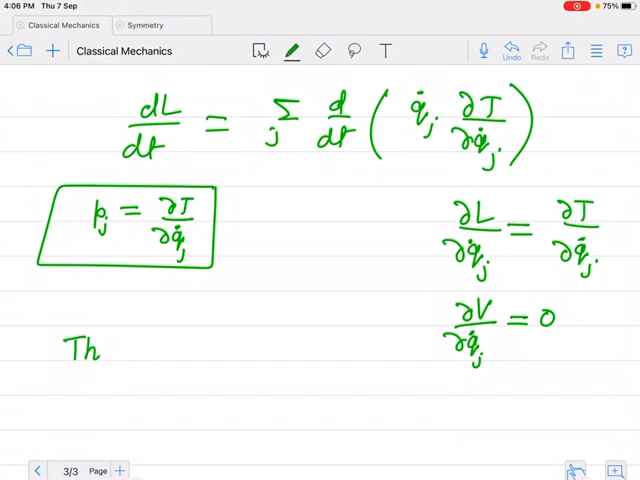 4:06 PM Thu 7 Sep 75%
Classical Mechanics Symmetry
Classical Mechanics T Undo Redo
dL/dt = Σ_j d/dt ( q̇_j ∂T/∂q̇_j )
p_j = ∂T/∂q̇_j
∂L/∂q̇_j = ∂T/∂q̇_j
∂V/∂q̇_j = 0
Th
3/3 Page